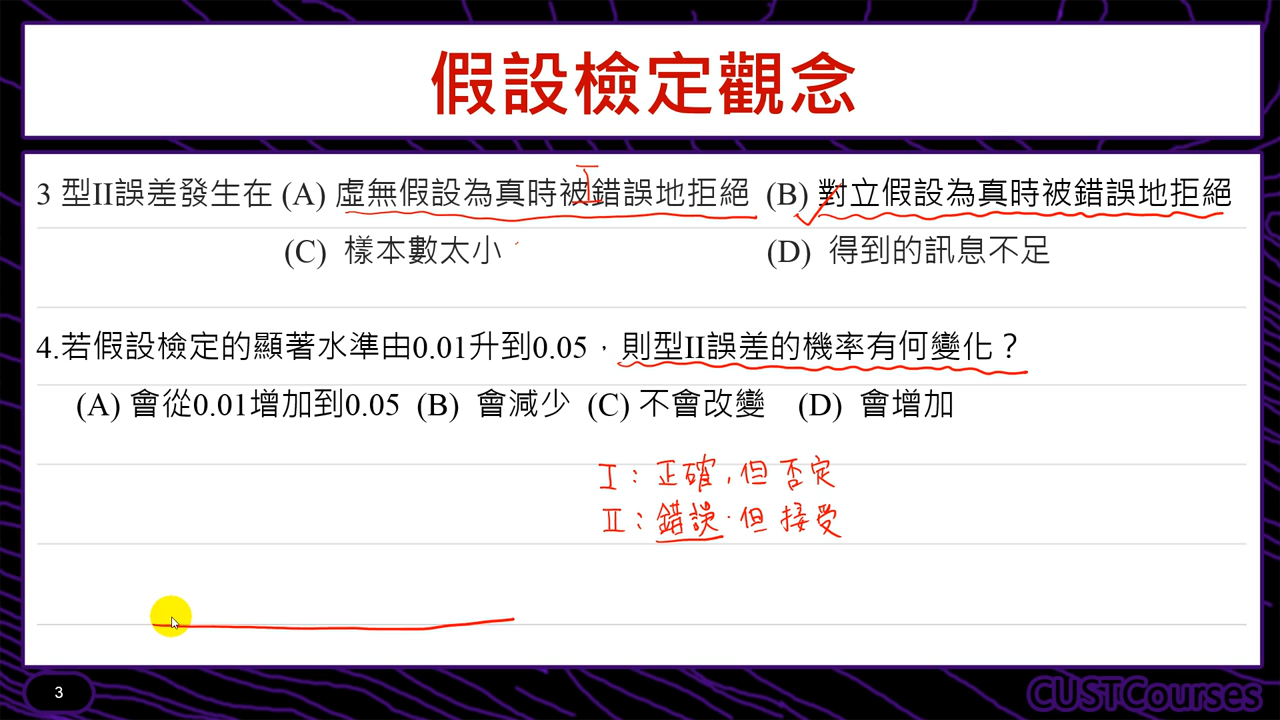 假設檢定觀念
3 型II誤差發生在 (A) 虛無假設為真時被錯誤地拒絕 (B) 對立假設為真時被錯誤地拒絕
I
(C) 樣本數太小 (D) 得到的訊息不足
4.若假設檢定的顯著水準由0.01升到0.05，則型II誤差的機率有何變化？
(A) 會從0.01增加到0.05 (B) 會減少 (C) 不會改變 (D) 會增加
I：正確，但否定
II：錯誤，但接受
3
CUSTCourses